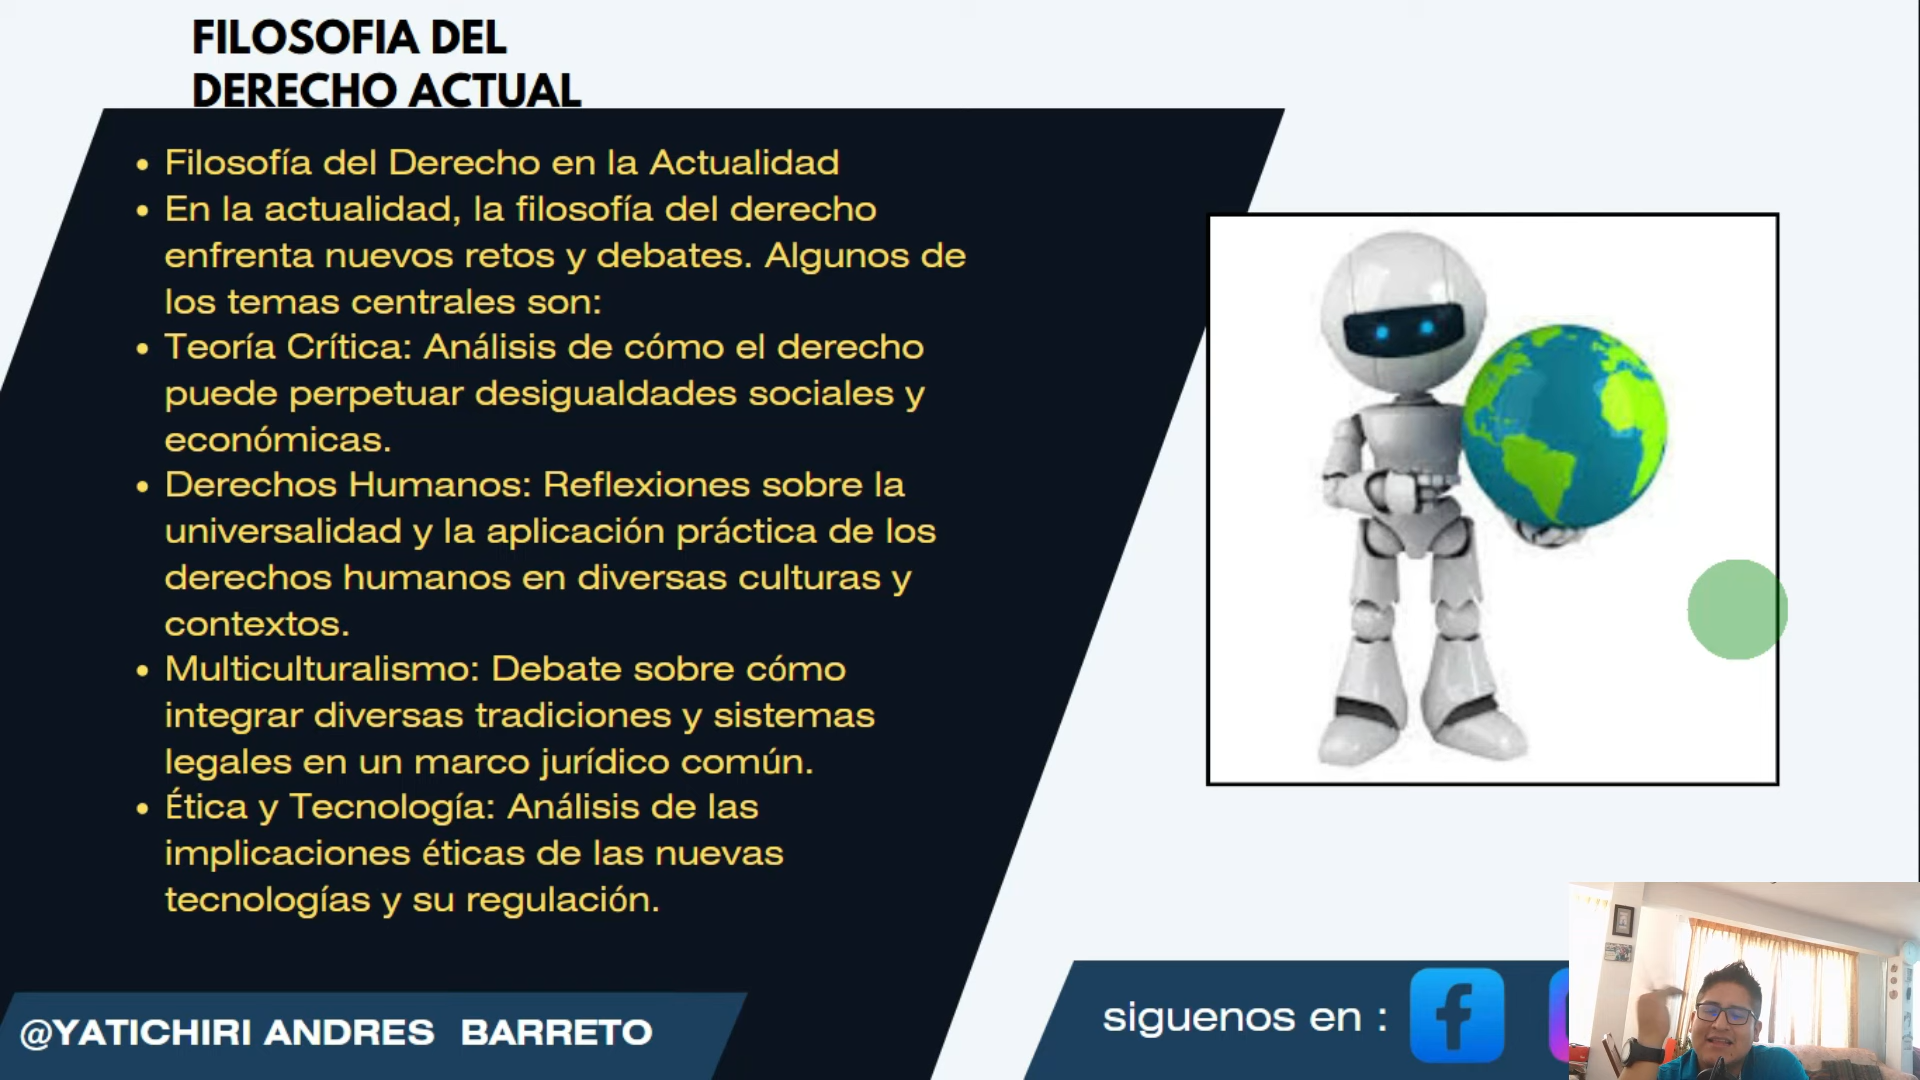 FILOSOFIA DEL
DERECHO ACTUAL
• Filosofía del Derecho en la Actualidad
• En la actualidad, la filosofía del derecho
enfrenta nuevos retos y debates. Algunos de
los temas centrales son:
• Teoría Crítica: Análisis de cómo el derecho
puede perpetuar desigualdades sociales y
económicas.
• Derechos Humanos: Reflexiones sobre la
universalidad y la aplicación práctica de los
derechos humanos en diversas culturas y
contextos.
• Multiculturalismo: Debate sobre cómo
integrar diversas tradiciones y sistemas
legales en un marco jurídico común.
• Ética y Tecnología: Análisis de las
implicaciones éticas de las nuevas
tecnologías y su regulación.
@YATICHIRI ANDRES BARRETO
siguenos en :